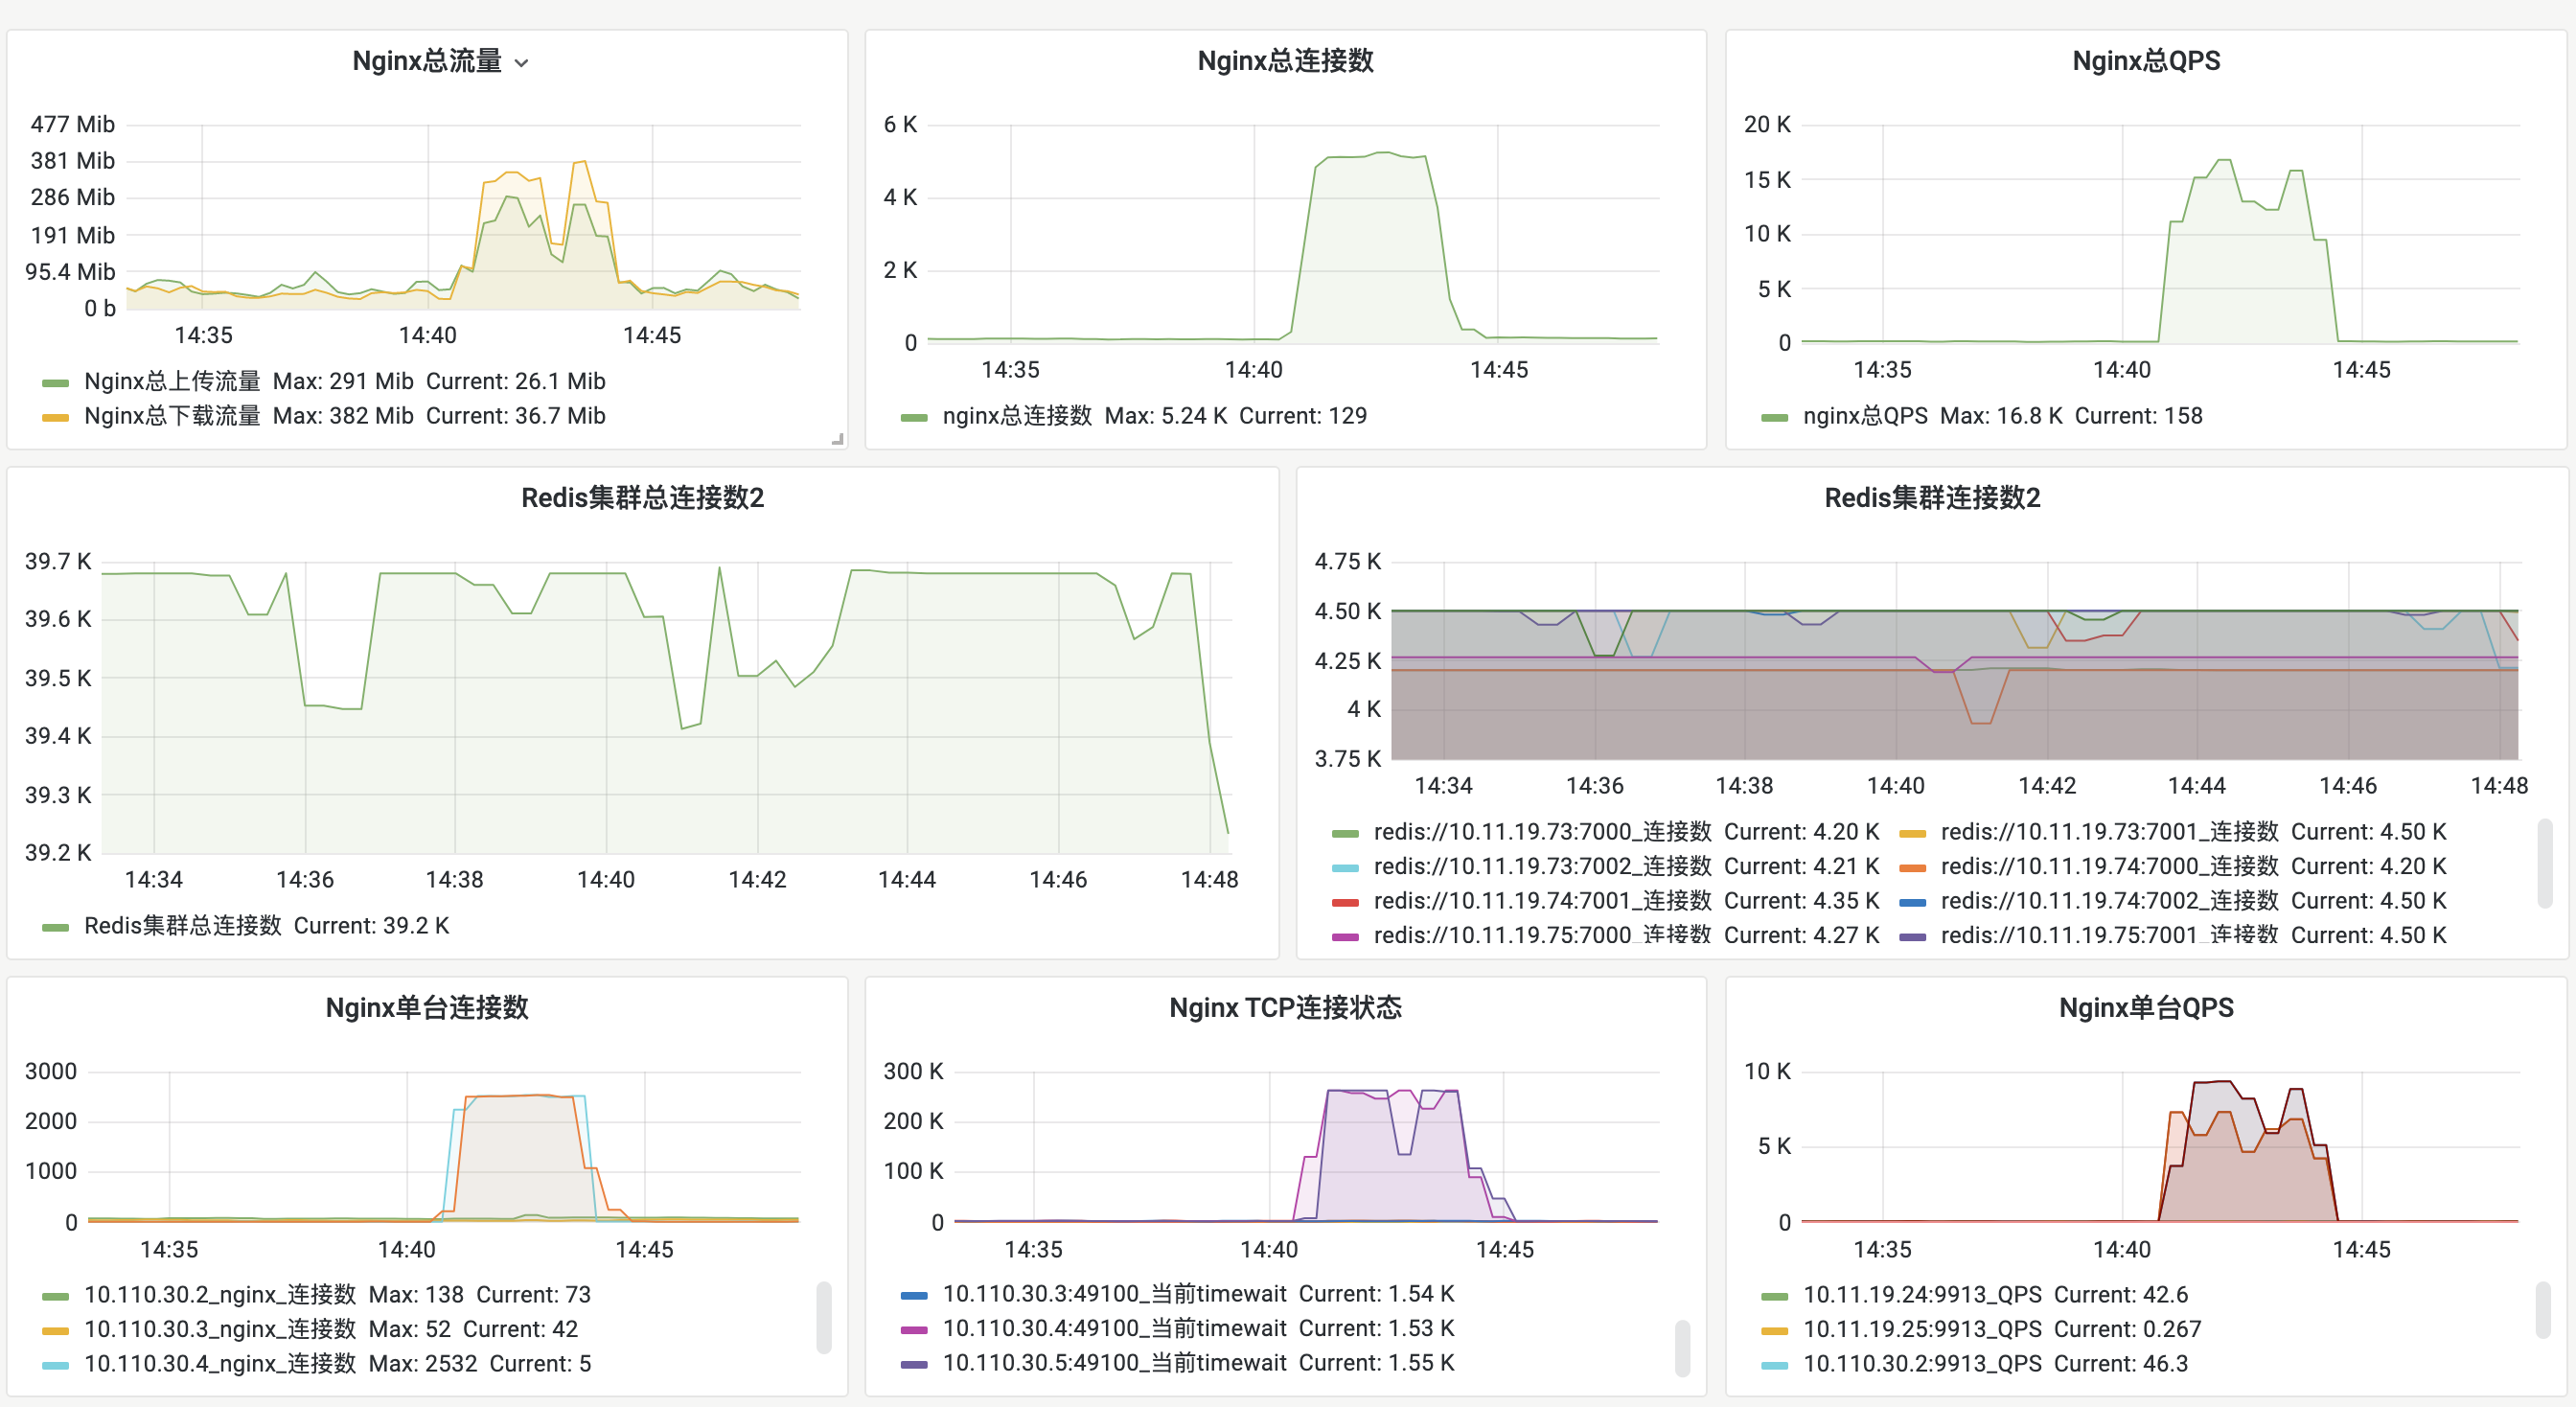 Nginx总流量
477 Mib
381 Mib
286 Mib
191 Mib
95.4 Mib
0 b
14:35 14:40 14:45
Nginx总上传流量 Max: 291 Mib Current: 26.1 Mib
Nginx总下载流量 Max: 382 Mib Current: 36.7 Mib
Nginx总连接数
6 K
4 K
2 K
0
14:35 14:40 14:45
nginx总连接数 Max: 5.24 K Current: 129
Nginx总QPS
20 K
15 K
10 K
5 K
0
14:35 14:40 14:45
nginx总QPS Max: 16.8 K Current: 158
Redis集群总连接数2
39.7 K
39.6 K
39.5 K
39.4 K
39.3 K
39.2 K
14:34 14:36 14:38 14:40 14:42 14:44 14:46 14:48
Redis集群总连接数 Current: 39.2 K
Redis集群连接数2
4.75 K
4.50 K
4.25 K
4 K
3.75 K
14:34 14:36 14:38 14:40 14:42 14:44 14:46 14:48
redis://10.11.19.73:7000_连接数 Current: 4.20 K redis://10.11.19.73:7001_连接数 Current: 4.50 K
redis://10.11.19.73:7002_连接数 Current: 4.21 K redis://10.11.19.74:7000_连接数 Current: 4.20 K
redis://10.11.19.74:7001_连接数 Current: 4.35 K redis://10.11.19.74:7002_连接数 Current: 4.50 K
redis://10.11.19.75:7000_连接数 Current: 4.27 K redis://10.11.19.75:7001_连接数 Current: 4.50 K
Nginx单台连接数
3000
2000
1000
0
14:35 14:40 14:45
10.110.30.2_nginx_连接数 Max: 138 Current: 73
10.110.30.3_nginx_连接数 Max: 52 Current: 42
10.110.30.4_nginx_连接数 Max: 2532 Current: 5
Nginx TCP连接状态
300 K
200 K
100 K
0
14:35 14:40 14:45
10.110.30.3:49100_当前timewait Current: 1.54 K
10.110.30.4:49100_当前timewait Current: 1.53 K
10.110.30.5:49100_当前timewait Current: 1.55 K
Nginx单台QPS
10 K
5 K
0
14:35 14:40 14:45
10.11.19.24:9913_QPS Current: 42.6
10.11.19.25:9913_QPS Current: 0.267
10.110.30.2:9913_QPS Current: 46.3